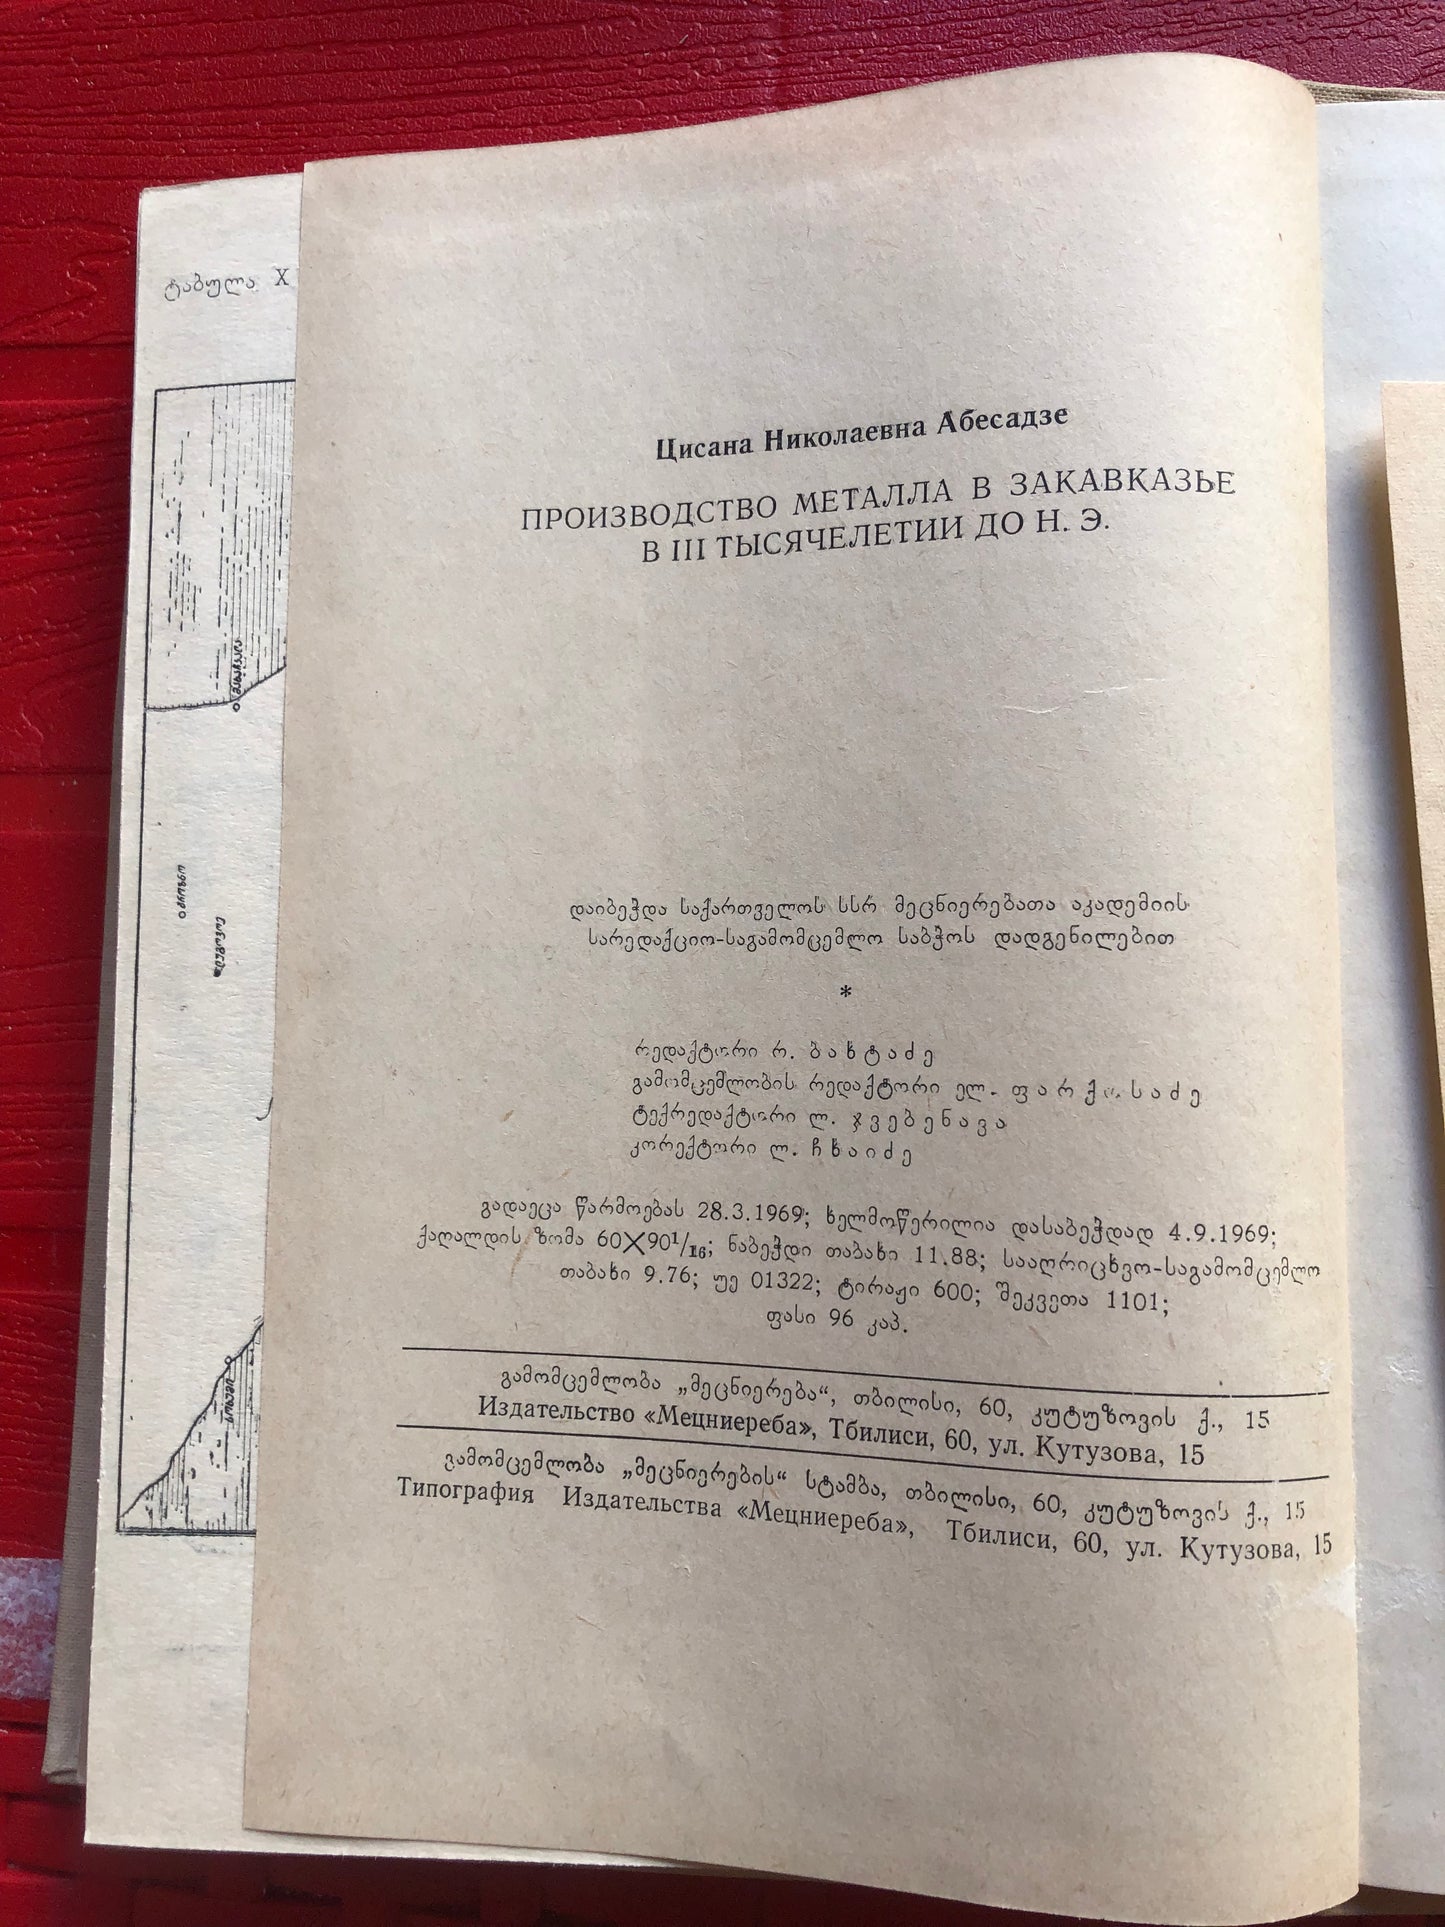 ტაბულა X
Цисана Николаевна Абесадзе
ПРОИЗВОДСТВО МЕТАЛЛА В ЗАКАВКАЗЬЕ
В III ТЫСЯЧЕЛЕТИИ ДО Н. Э.
დაიბეჭდა საქართველოს სსრ მეცნიერებათა აკადემიის
სარედაქციო-საგამომცემლო საბჭოს დადგენილებით
*
რედაქტორი რ. ბახტაძე
გამომცემლობის რედაქტორი ელ.
ტექრედაქტორი ლ. ჯვებენავა
კორექტორი ლ. ჩხაიძე
გადაეცა წარმოებას 28.3.1969; ხელმოწერილია დასაბეჭდად 4.9.1969;
ქაღალდის ზომა 60X90¹/₁₆; ნაბეჭდი თაბახი 11.88; სააღრიცხვო-საგამომცემლო
თაბახი 9.76; უე 01322; ტირაჟი 600; შეკვეთა 1101;
ფასი 96 კაპ.
გამომცემლობა „მეცნიერება“, თბილისი, 60, კუტუზოვის ქ., 15
Издательство «Мецниереба», Тбилиси, 60, ул. Кутузова, 15
გამომცემლობა „მეცნიერების“ სტამბა, თბილისი, 60, კუტუზოვის ქ., 15
Типография Издательства «Мецниереба», Тбилиси, 60, ул. Кутузова, 15